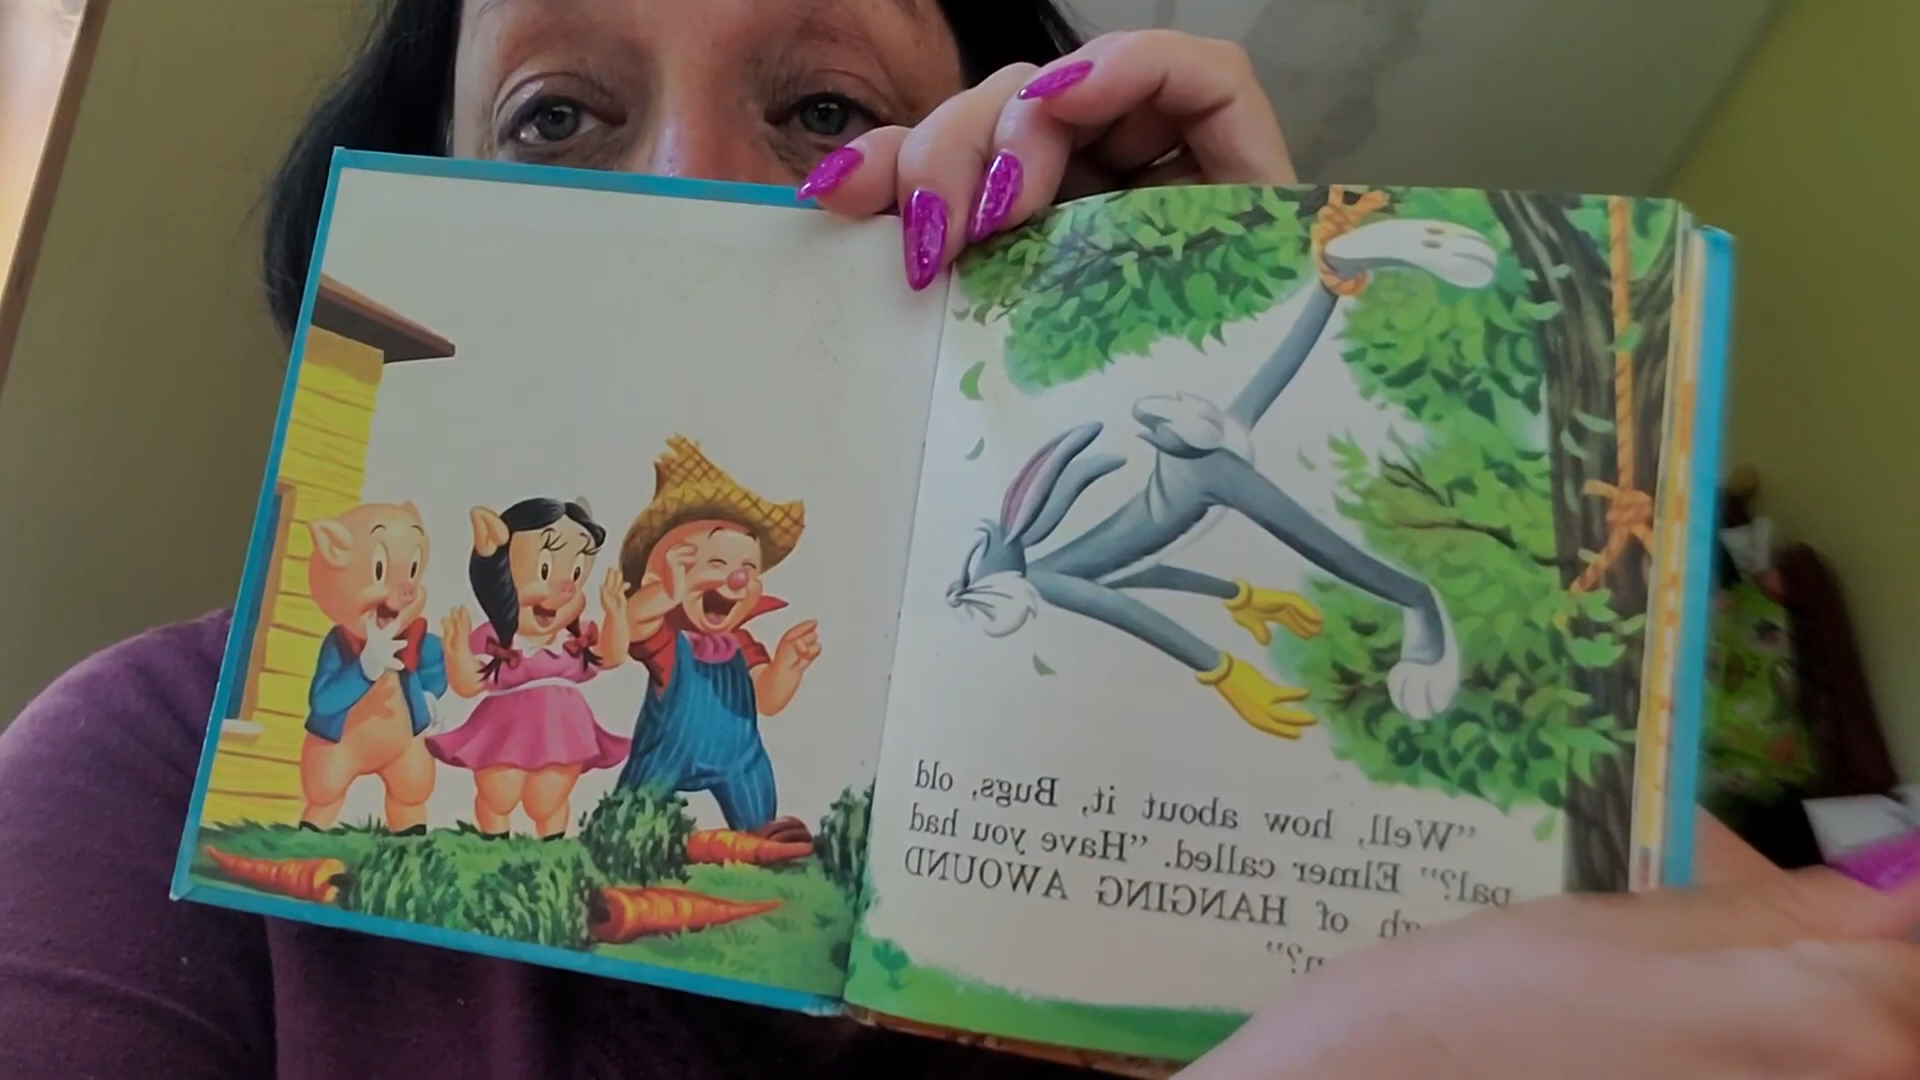 "Well, how about it, Bugs, old
pal?" Elmer called. "Have you had
of HANGING AWOUND